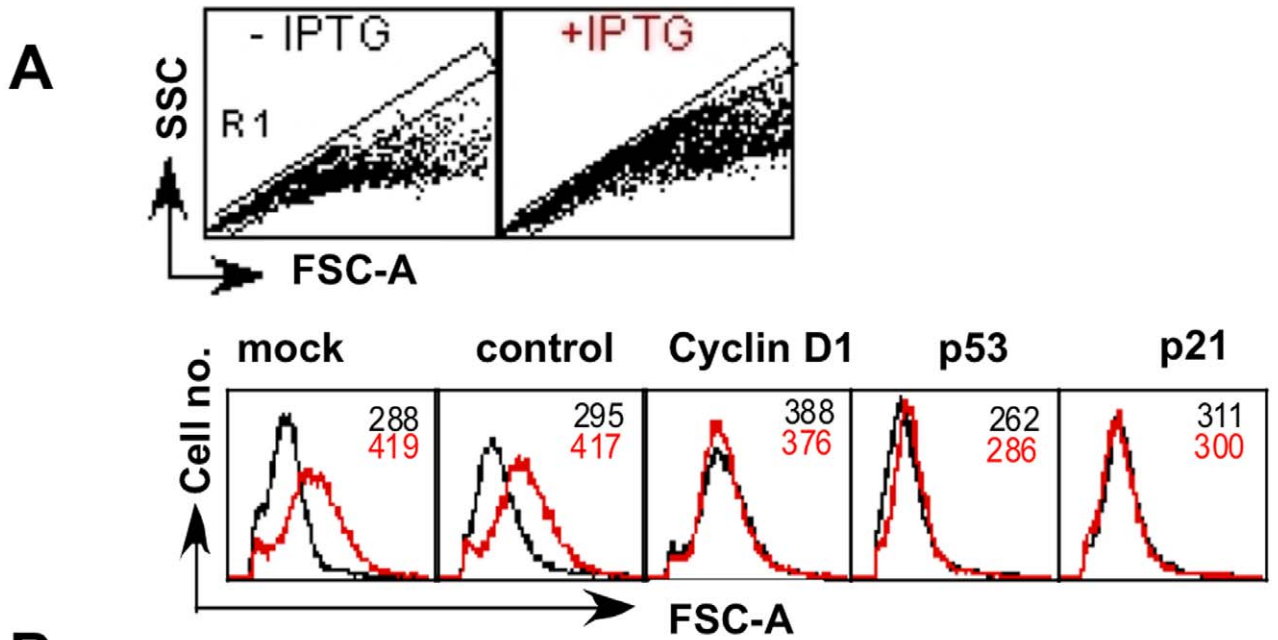 A
SSC
- IPTG
+IPTG
R 1
FSC-A
Cell no.
mock
control
Cyclin D1
p53
p21
288
419
295
417
388
376
262
286
311
300
FSC-A